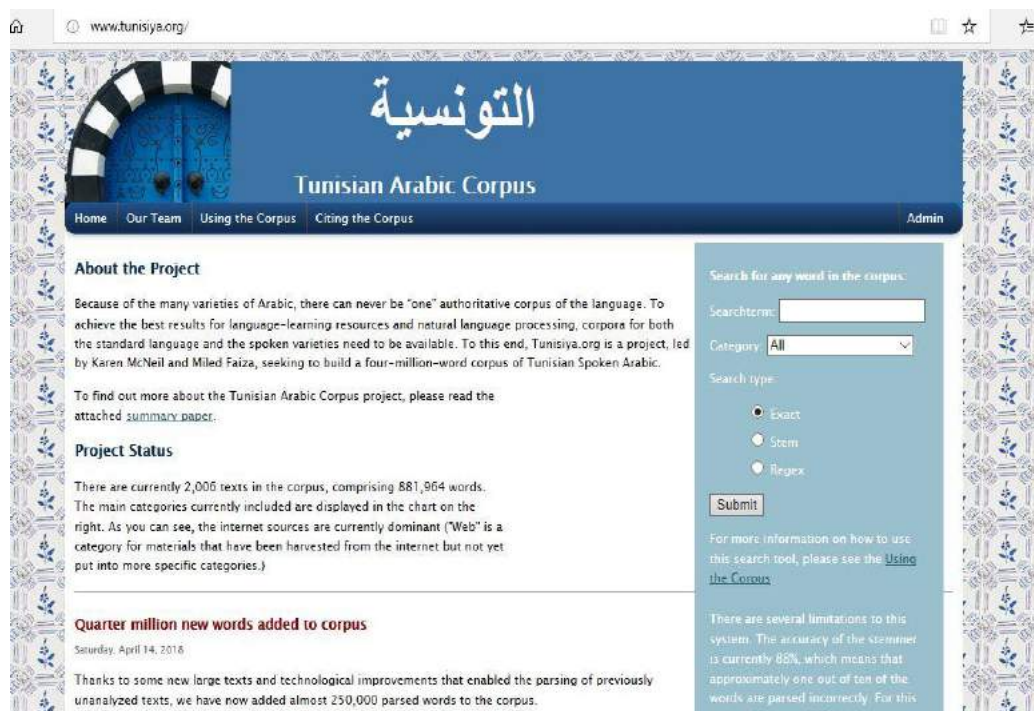 www.tunisiya.org/
التونسية
Tunisian Arabic Corpus
Home Our Team Using the Corpus Citing the Corpus Admin
About the Project
Because of the many varieties of Arabic, there can never be "one" authoritative corpus of the language. To
achieve the best results for language-learning resources and natural language processing, corpora for both
the standard language and the spoken varieties need to be available. To this end, Tunisiya.org is a project, led
by Karen McNeil and Miled Faiza, seeking to build a four-million-word corpus of Tunisian Spoken Arabic.
To find out more about the Tunisian Arabic Corpus project, please read the
attached summary paper.
Project Status
There are currently 2,006 texts in the corpus, comprising 881,964 words.
The main categories currently included are displayed in the chart on the
right. As you can see, the internet sources are currently dominant ("Web" is a
category for materials that have been harvested from the internet but not yet
put into more specific categories.)
Quarter million new words added to corpus
Saturday, April 14, 2018
Thanks to some new large texts and technological improvements that enabled the parsing of previously
unanalyzed texts, we have now added almost 250,000 parsed words to the corpus.
Search for any word in the corpus:
Searchterm:
Category: All
Search type:
Exact
Stem
Regex
Submit
For more information on how to use
this search tool, please see the Using
the Corpus
There are several limitations to this
system. The accuracy of the stemmer
is currently 88%, which means that
approximately one out of ten of the
words are parsed incorrectly. For this